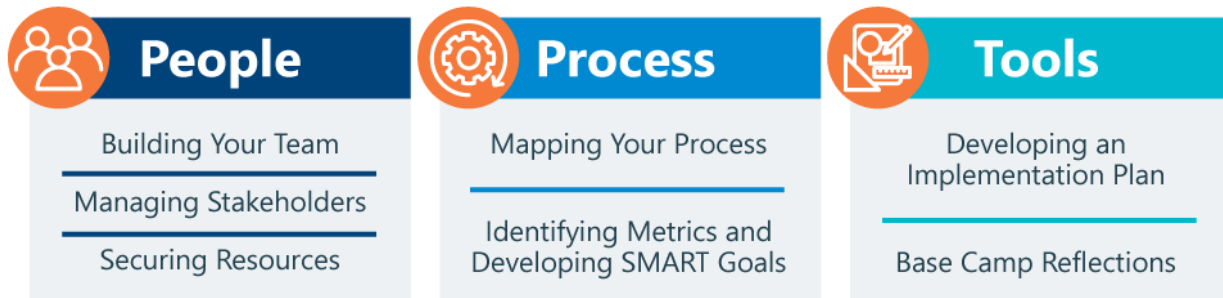 People
Building Your Team
Managing Stakeholders
Securing Resources
Process
Mapping Your Process
Identifying Metrics and
Developing SMART Goals
Tools
Developing an
Implementation Plan
Base Camp Reflections